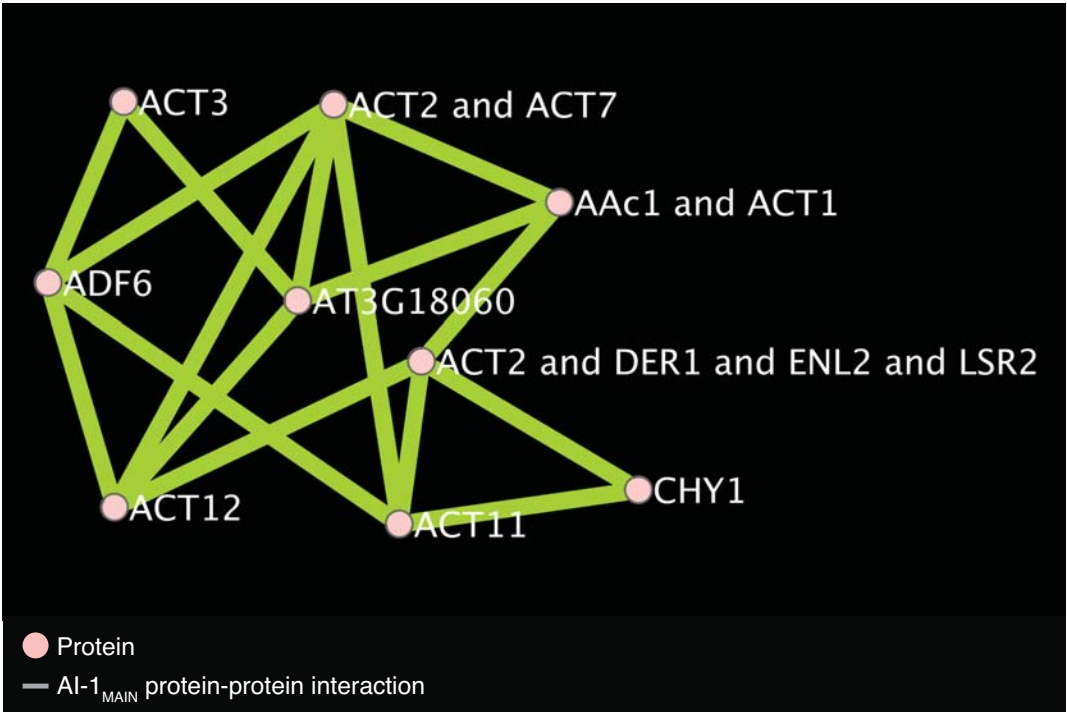 ACT3
ACT2 and ACT7
AAc1 and ACT1
ADF6
AT3G18060
ACT2 and DER1 and ENL2 and LSR2
CHY1
ACT12
ACT11
Protein
AI-1MAIN protein-protein interaction